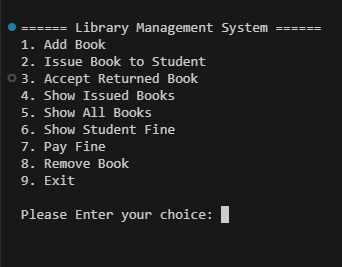 ====== Library Management System ======
1. Add Book
2. Issue Book to Student
3. Accept Returned Book
4. Show Issued Books
5. Show All Books
6. Show Student Fine
7. Pay Fine
8. Remove Book
9. Exit
Please Enter your choice: